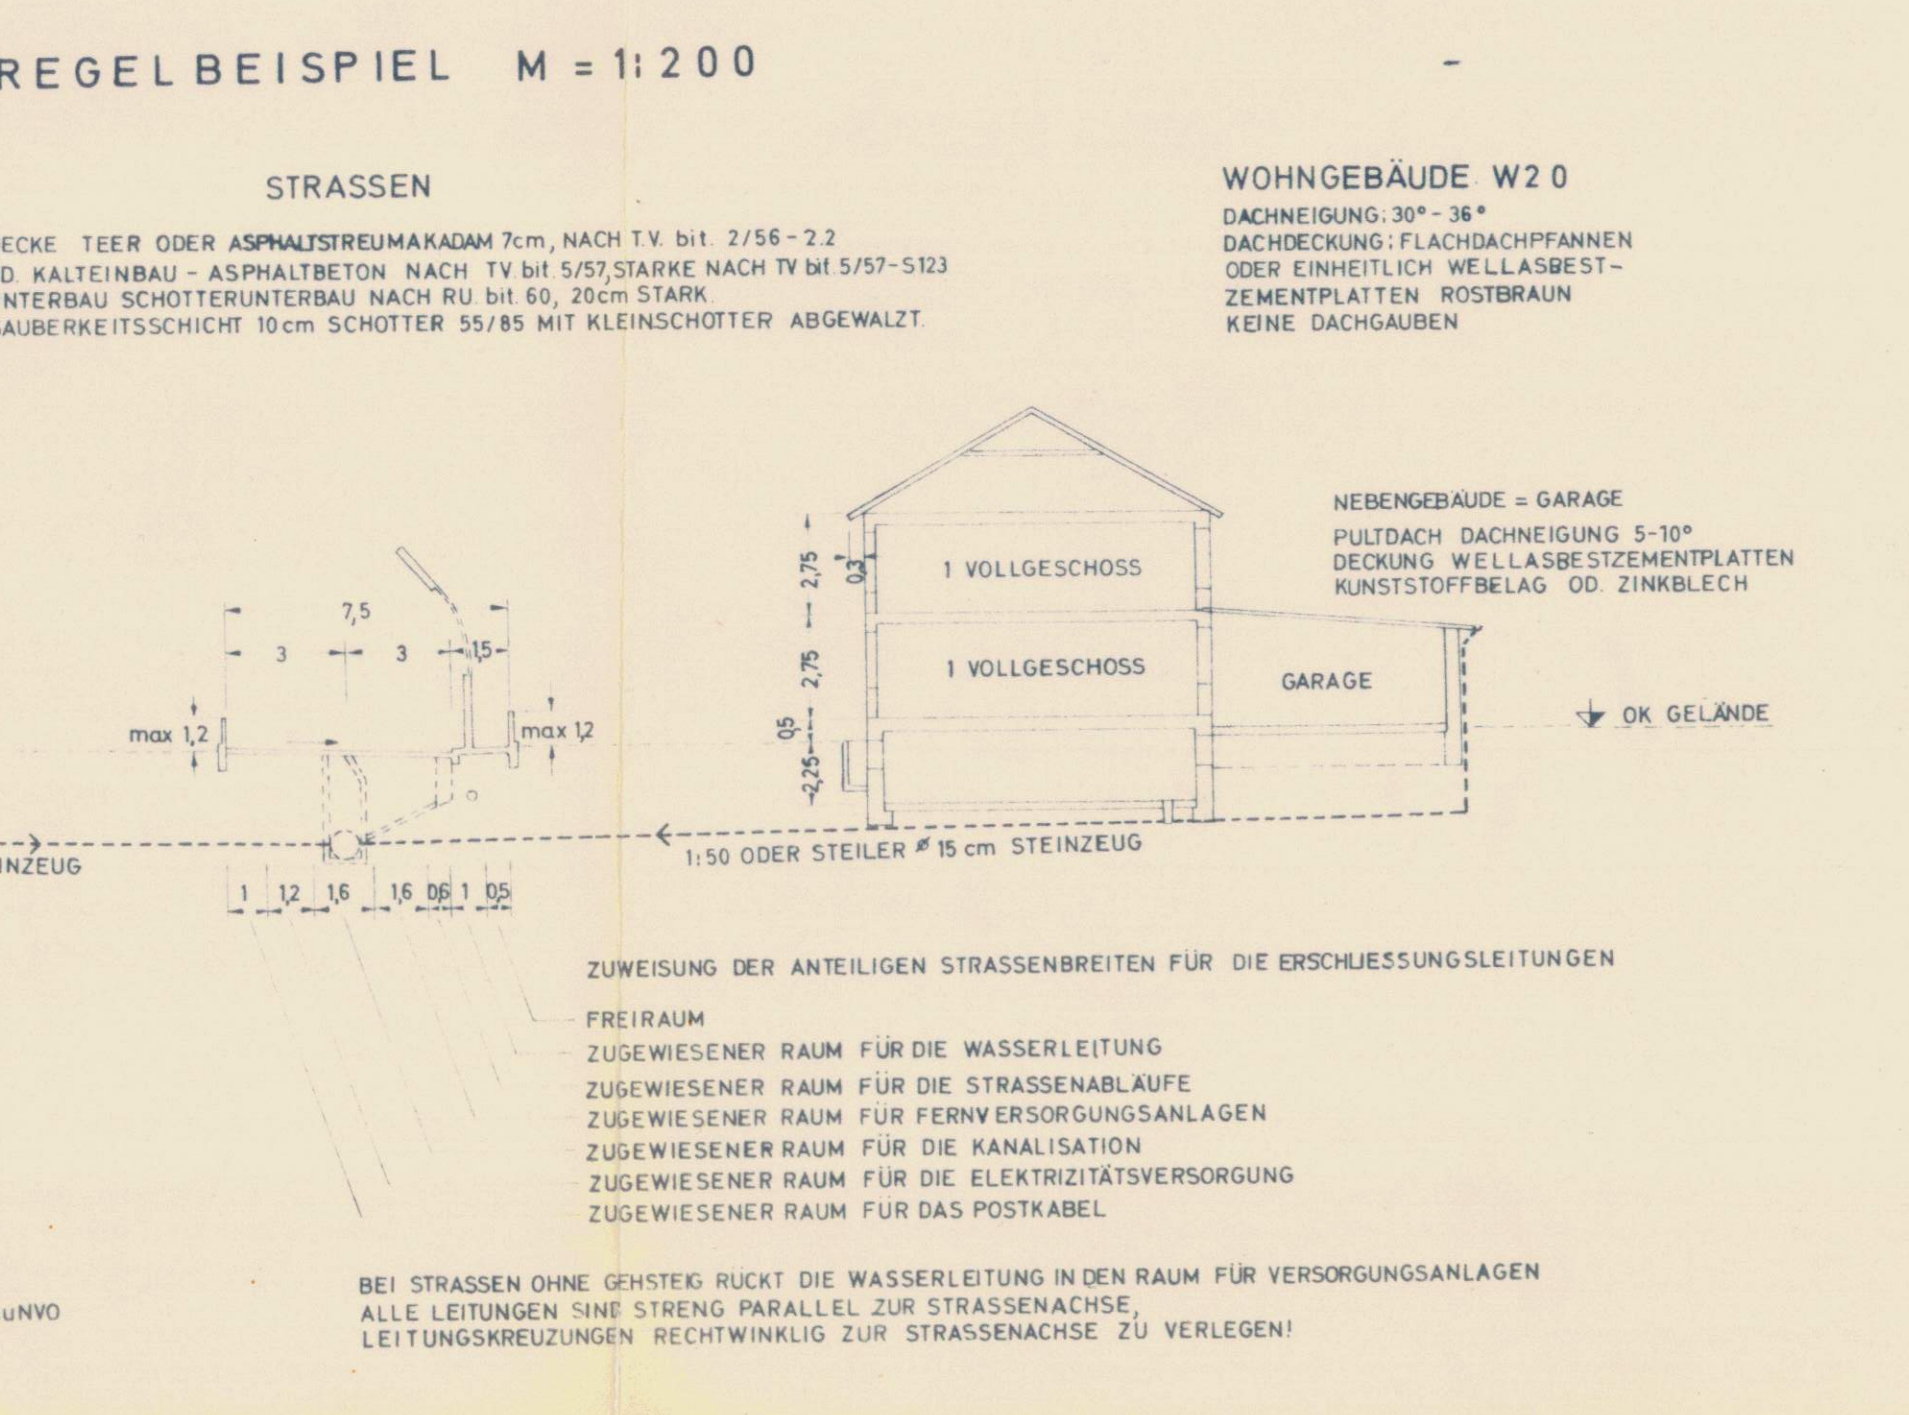 REGELBEISPIEL M = 1:200
STRASSEN
ECKE TEER ODER ASPHALTSTREUMAKADAM 7cm, NACH T.V. bit. 2/56-2.2
D. KALTEINBAU - ASPHALTBETON NACH TV. bit. 5/57, STARKE NACH TV bit. 5/57-S123
NTERBAU SCHOTTERUNTERBAU NACH RU. bit. 60, 20cm STARK.
AUBERKEITSSCHICHT 10cm SCHOTTER 55/85 MIT KLEINSCHOTTER ABGEWALZT.
WOHNGEBÄUDE W20
DACHNEIGUNG: 30° - 36°
DACHDECKUNG: FLACHDACHPFANNEN
ODER EINHEITLICH WELLASBEST-
ZEMENTPLATTEN ROSTBRAUN
KEINE DACHGAUBEN
NEBENGEBÄUDE = GARAGE
PULTDACH DACHNEIGUNG 5-10°
DECKUNG WELLASBESTZEMENTPLATTEN
KUNSTSTOFFBELAG OD. ZINKBLECH
2,75
0,3
1 VOLLGESCHOSS
7,5
3 3 1,5
2,75
1 VOLLGESCHOSS
GARAGE
OK GELÄNDE
max 1,2
max 1,2
0,5
2,25
INZEUG
1:50 ODER STEILER ø 15 cm STEINZEUG
1 1,2 1,6 1,6 0,6 1 0,5
ZUWEISUNG DER ANTEILIGEN STRASSENBREITEN FÜR DIE ERSCHLIESSUNGSLEITUNGEN
FREIRAUM
ZUGEWIESENER RAUM FÜR DIE WASSERLEITUNG
ZUGEWIESENER RAUM FÜR DIE STRASSENABLÄUFE
ZUGEWIESENER RAUM FÜR FERNVERSORGUNGSANLAGEN
ZUGEWIESENER RAUM FÜR DIE KANALISATION
ZUGEWIESENER RAUM FÜR DIE ELEKTRIZITÄTSVERSORGUNG
ZUGEWIESENER RAUM FÜR DAS POSTKABEL
BEI STRASSEN OHNE GEHSTEIG RÜCKT DIE WASSERLEITUNG IN DEN RAUM FÜR VERSORGUNGSANLAGEN
ALLE LEITUNGEN SIND STRENG PARALLEL ZUR STRASSENACHSE,
LEITUNGSKREUZUNGEN RECHTWINKLIG ZUR STRASSENACHSE ZU VERLEGEN!
uNVO